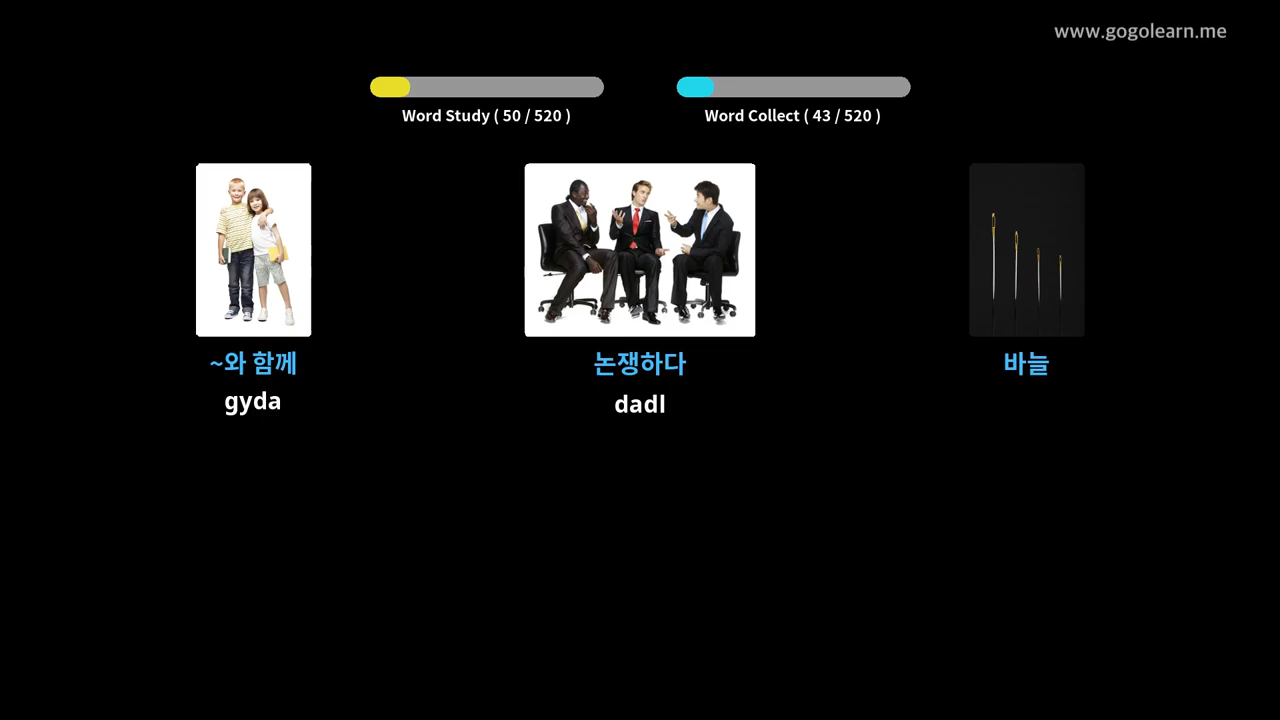 www.gogolearn.me
Word Study ( 50 / 520 )
Word Collect ( 43 / 520 )
~와 함께
gyda
논쟁하다
dadl
바늘